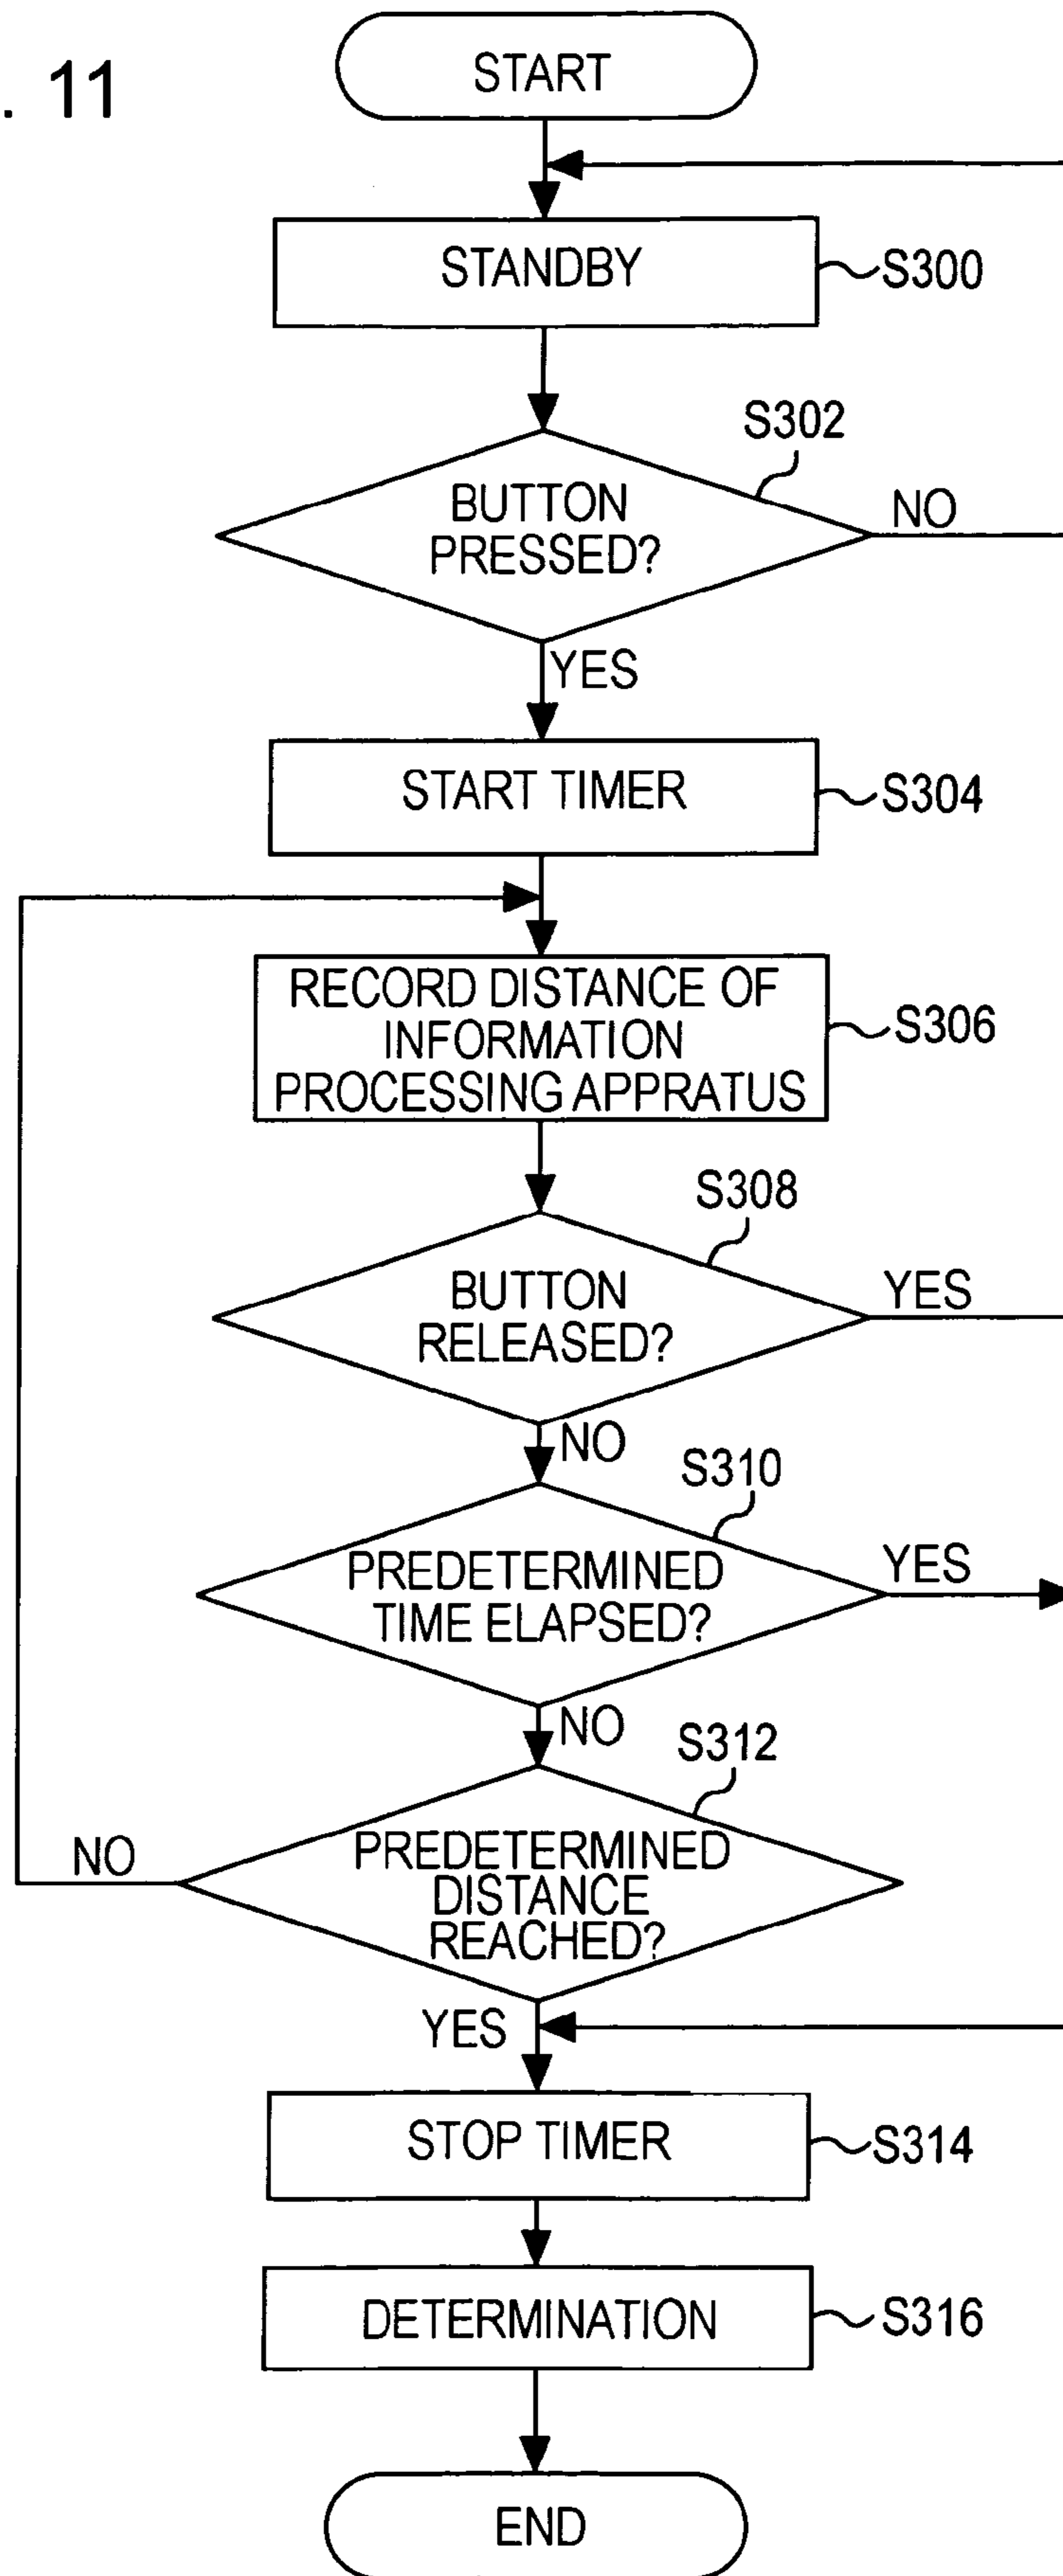 . 11
START
STANDBY
S300
S302
BUTTON
PRESSED?
NO
YES
START TIMER
S304
RECORD DISTANCE OF
INFORMATION
PROCESSING APPRATUS
S306
S308
BUTTON
RELEASED?
YES
NO
S310
PREDETERMINED
TIME ELAPSED?
YES
NO
S312
PREDETERMINED
DISTANCE
REACHED?
NO
YES
STOP TIMER
S314
DETERMINATION
S316
END